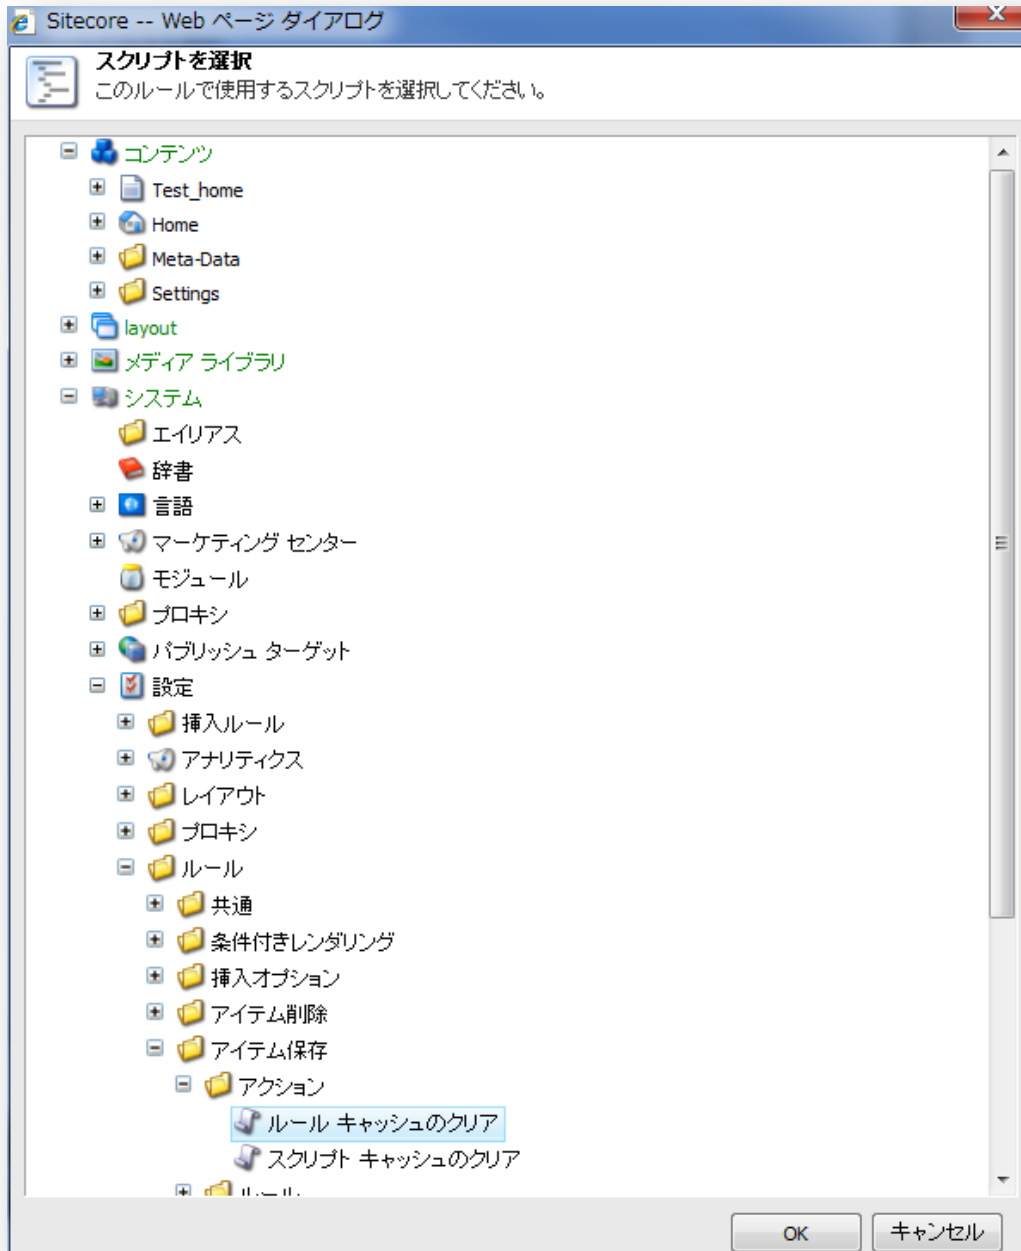 Sitecore -- Web ページ ダイアログ
スクリプトを選択
このルールで使用するスクリプトを選択してください。
コンテンツ
Test_home
Home
Meta-Data
Settings
layout
メディア ライブラリ
システム
エイリアス
辞書
言語
マーケティング センター
モジュール
プロキシ
パブリッシュ ターゲット
設定
挿入ルール
アナリティクス
レイアウト
プロキシ
ルール
共通
条件付きレンダリング
挿入オプション
アイテム削除
アイテム保存
アクション
ルール キャッシュのクリア
スクリプト キャッシュのクリア
ルール
OK
キャンセル